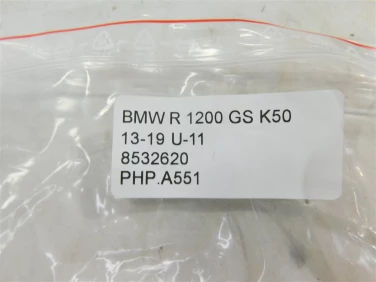 BMW R 1200 GS K50
13-19 U-11
8532620
PHP.A551